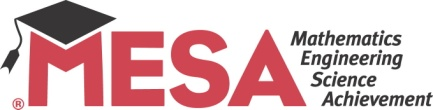 ®MESA
Mathematics
Engineering
Science
Achievement